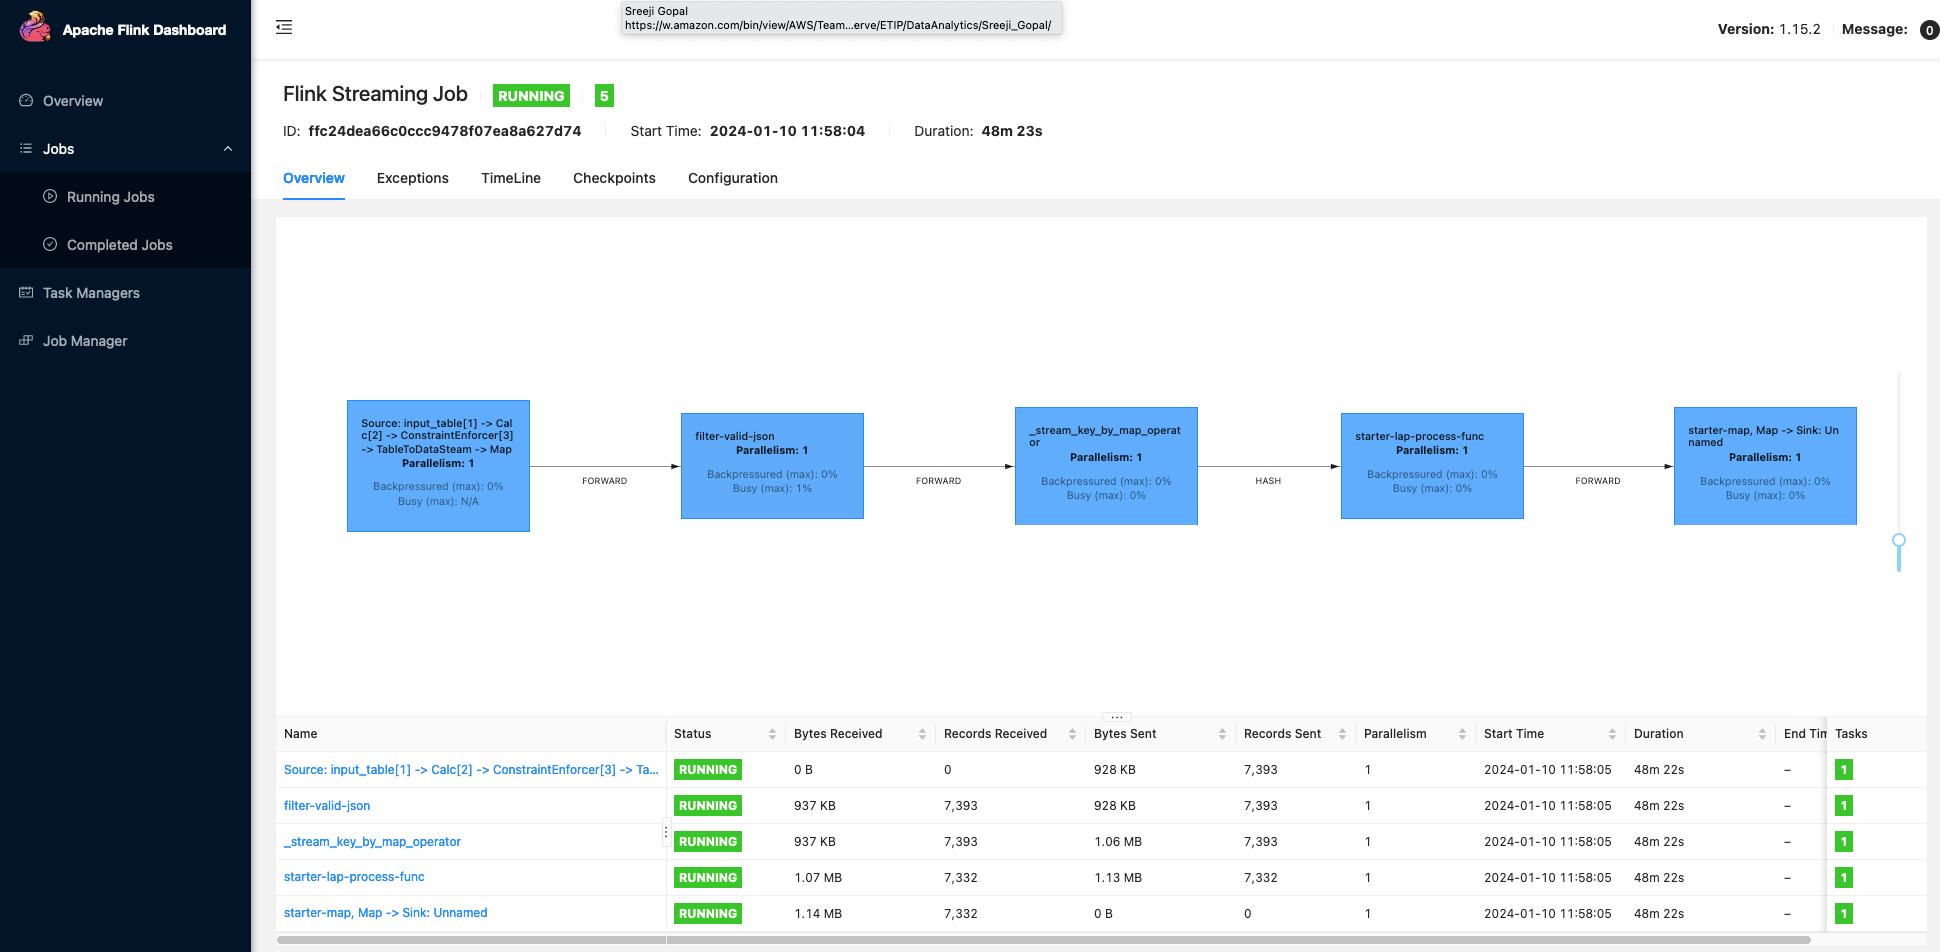 Apache Flink Dashboard
Sreeji Gopal
https://w.amazon.com/bin/view/AWS/Team...erve/ETIP/DataAnalytics/Sreeji_Gopal/
Version: 1.15.2 Message: 0
Overview
Jobs
Running Jobs
Completed Jobs
Task Managers
Job Manager
Flink Streaming Job RUNNING 5
ID: ffc24dea66c0ccc9478f07ea8a627d74 Start Time: 2024-01-10 11:58:04 Duration: 48m 23s
Overview Exceptions TimeLine Checkpoints Configuration
Source: input_table[1] -> Cal
c[2] -> ConstraintEnforcer[3]
-> TableToDataSteam -> Map
Parallelism: 1
Backpressured (max): 0%
Busy (max): N/A
FORWARD
filter-valid-json
Parallelism: 1
Backpressured (max): 0%
Busy (max): 1%
FORWARD
_stream_key_by_map_operat
or
Parallelism: 1
Backpressured (max): 0%
Busy (max): 0%
HASH
starter-lap-process-func
Parallelism: 1
Backpressured (max): 0%
Busy (max): 0%
FORWARD
starter-map, Map -> Sink: Un
named
Parallelism: 1
Backpressured (max): 0%
Busy (max): 0%
Name Status Bytes Received Records Received Bytes Sent Records Sent Parallelism Start Time Duration End Tim Tasks
Source: input_table[1] -> Calc[2] -> ConstraintEnforcer[3] -> Ta... RUNNING 0 B 0 928 KB 7,393 1 2024-01-10 11:58:05 48m 22s – 1
filter-valid-json RUNNING 937 KB 7,393 928 KB 7,393 1 2024-01-10 11:58:05 48m 22s – 1
_stream_key_by_map_operator RUNNING 937 KB 7,393 1.06 MB 7,393 1 2024-01-10 11:58:05 48m 22s – 1
starter-lap-process-func RUNNING 1.07 MB 7,332 1.13 MB 7,332 1 2024-01-10 11:58:05 48m 22s – 1
starter-map, Map -> Sink: Unnamed RUNNING 1.14 MB 7,332 0 B 0 1 2024-01-10 11:58:05 48m 22s – 1